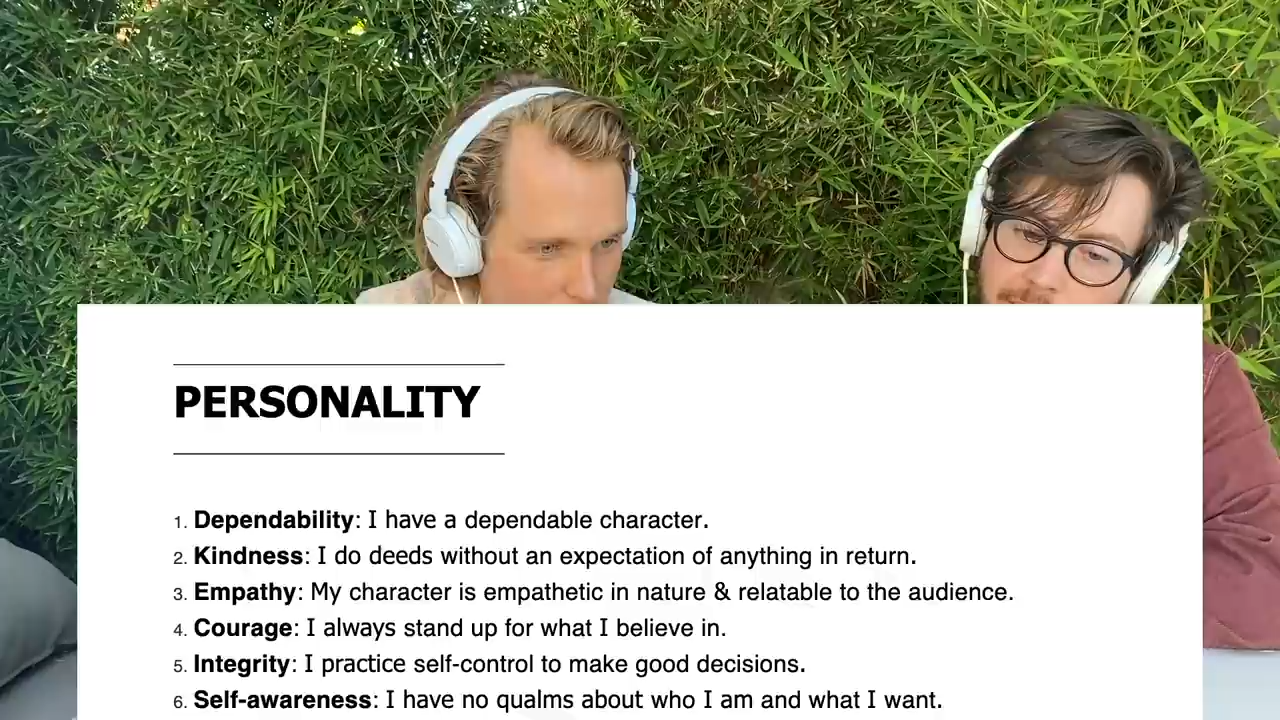 PERSONALITY
1. Dependability: I have a dependable character.
2. Kindness: I do deeds without an expectation of anything in return.
3. Empathy: My character is empathetic in nature & relatable to the audience.
4. Courage: I always stand up for what I believe in.
5. Integrity: I practice self-control to make good decisions.
6. Self-awareness: I have no qualms about who I am and what I want.